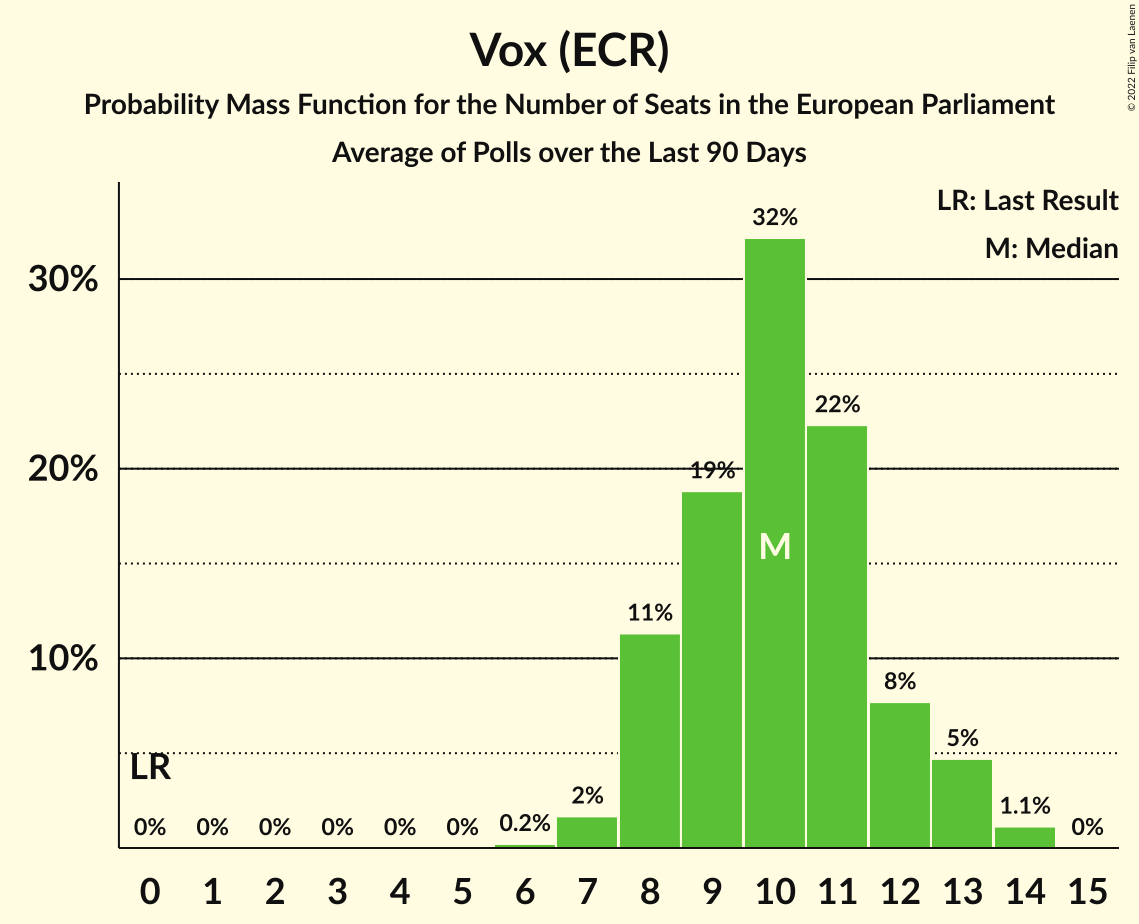 Vox (ECR)
Probability Mass Function for the Number of Seats in the European Parliament
Average of Polls over the Last 90 Days
© 2022 Filip van Laenen
LR: Last Result
M: Median
30%
20%
10%
LR
0%
0%
0%
0%
0%
0%
0.2%
2%
11%
19%
32%
M
22%
8%
5%
1.1%
0%
0 1 2 3 4 5 6 7 8 9 10 11 12 13 14 15